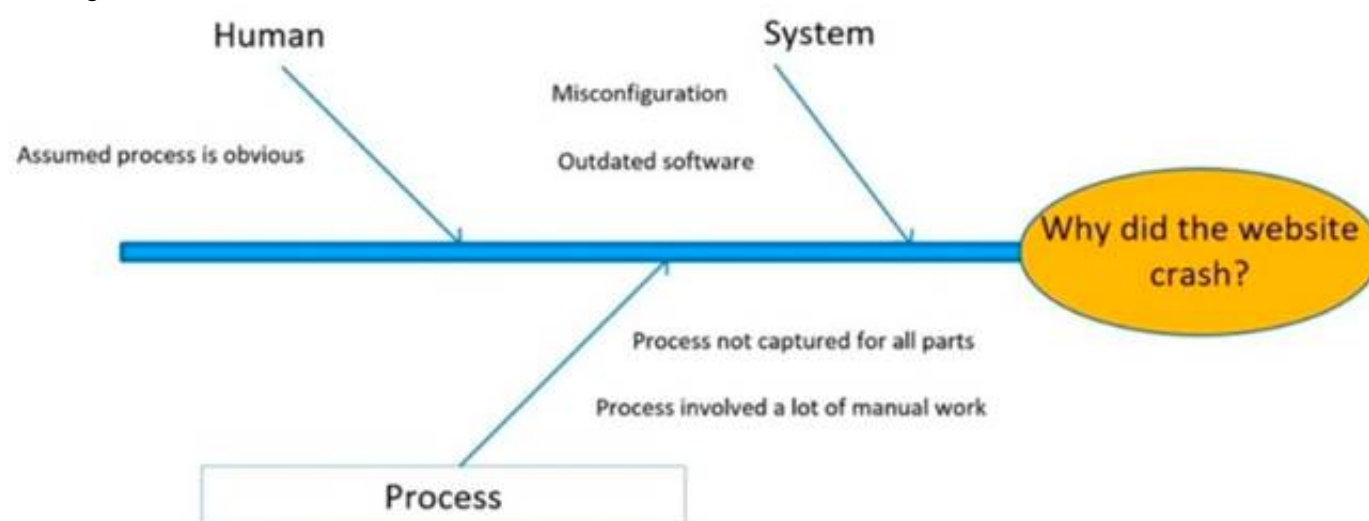 Human
System
Misconfiguration
Assumed process is obvious
Outdated software
Why did the website
crash?
Process not captured for all parts
Process involved a lot of manual work
Process